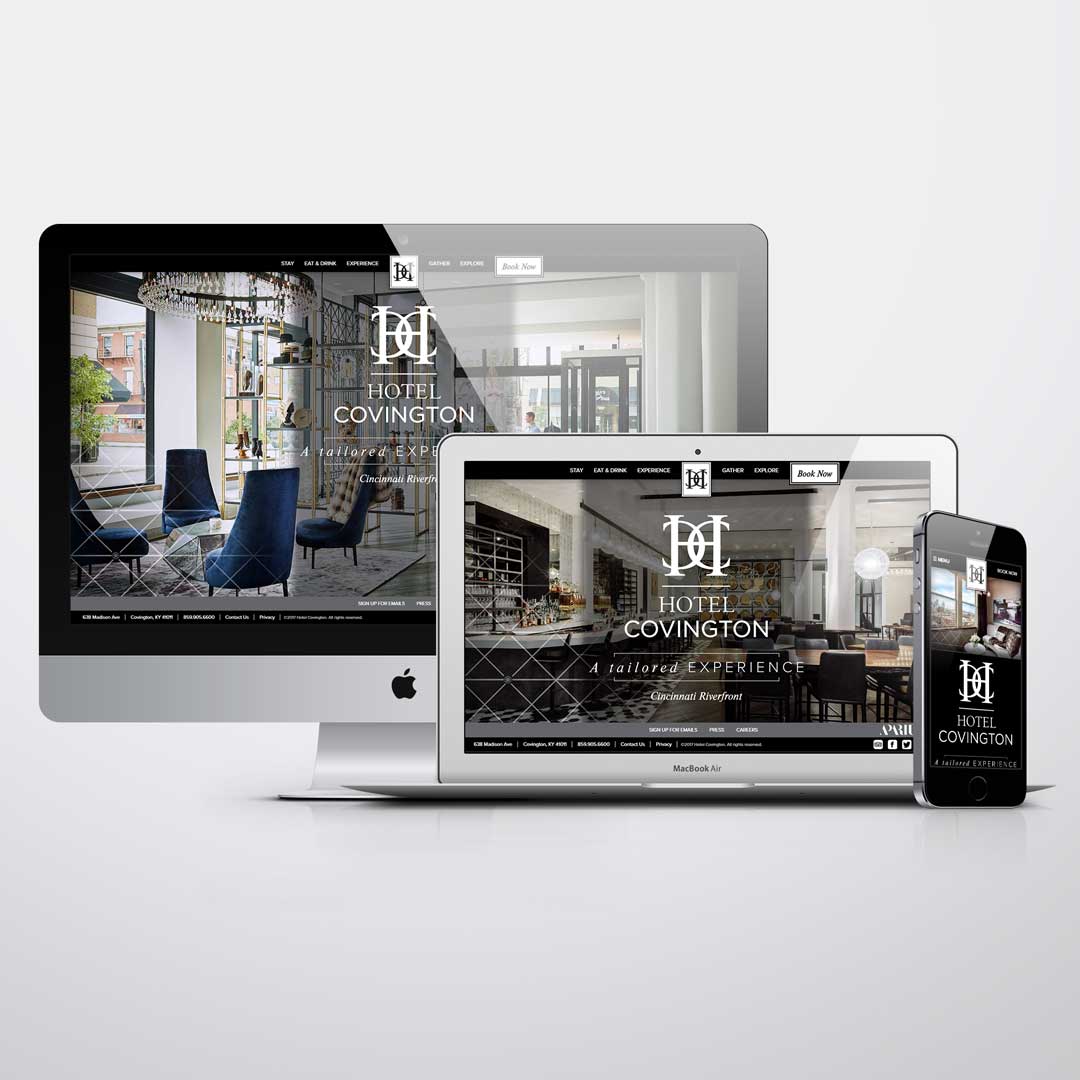 STAY EAT & DRINK EXPERIENCE GATHER EXPLORE Book Now
HOTEL
COVINGTON
A tailored EXPE
Cincinnati Riverfro
SIGN UP FOR EMAILS PRESS
638 Madison Ave | Covington, KY 41011 | 859.905.6600 | Contact Us | Privacy | ©2017 Hotel Covington. All rights reserved.
STAY EAT & DRINK EXPERIENCE GATHER EXPLORE Book Now
HOTEL
COVINGTON
A tailored EXPERIENCE
Cincinnati Riverfront
SIGN UP FOR EMAILS PRESS CAREERS
638 Madison Ave | Covington, KY 41011 | 859.905.6600 | Contact Us | Privacy | ©2017 Hotel Covington. All rights reserved.
MacBook Air
☰ MENU BOOK NOW
HOTEL
COVINGTON
A tailored EXPERIENCE